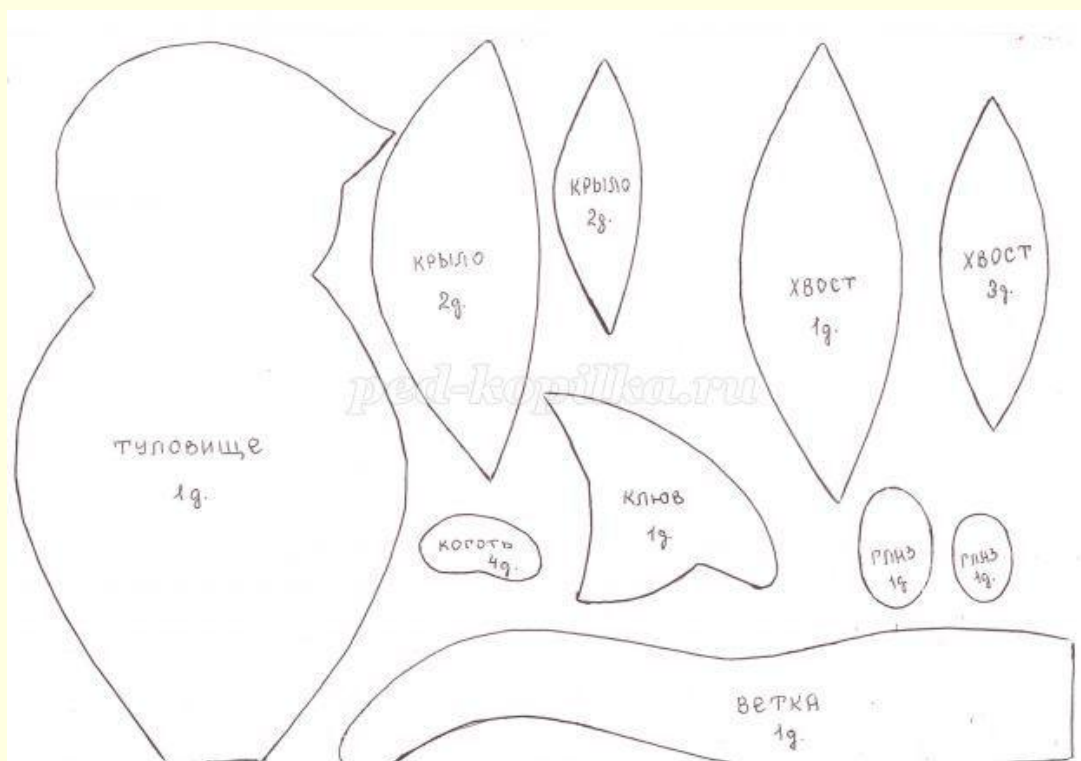 КРЫЛО
2д.
КРЫЛО
2д.
ХВОСТ
1д.
ХВОСТ
3д.
ped-kopilka.ru
ТУЛОВИЩЕ
1д.
КОГОТЬ
4д.
КЛЮВ
1д
ГЛАЗ
1д
ГЛАЗ
1д.
ВЕТКА
1д.